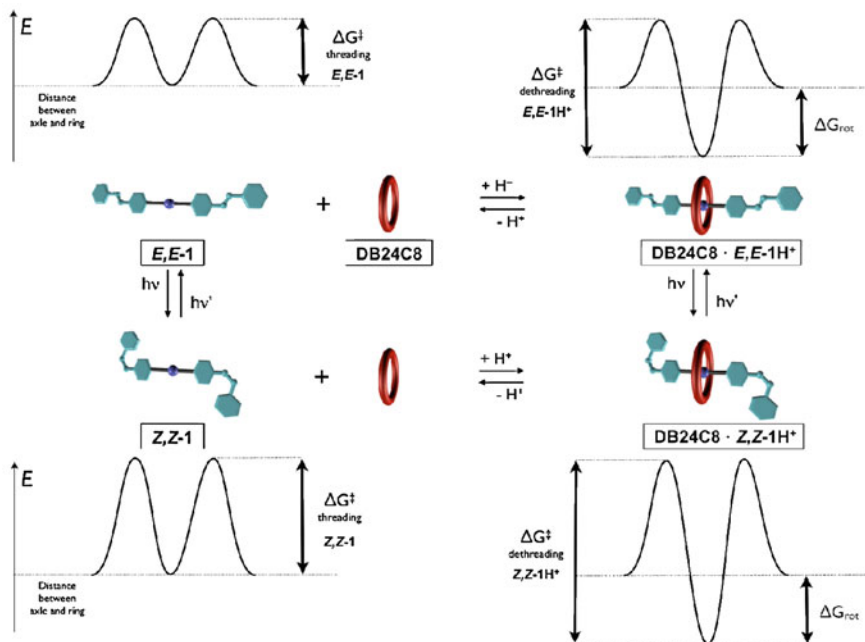 E
ΔG‡
threading
E,E-1
Distance
between
axle and ring
ΔG‡
dethreading
E,E-1H⁺
ΔGrot
+
+ H⁻
- H⁺
E,E-1
DB24C8
DB24C8 · E,E-1H⁺
hν
hν'
hν
hν'
+
+ H⁺
- H⁺
Z,Z-1
DB24C8 · Z,Z-1H⁺
E
ΔG‡
threading
Z,Z-1
Distance
between
axle and ring
ΔG‡
dethreading
Z,Z-1H⁺
ΔGrot